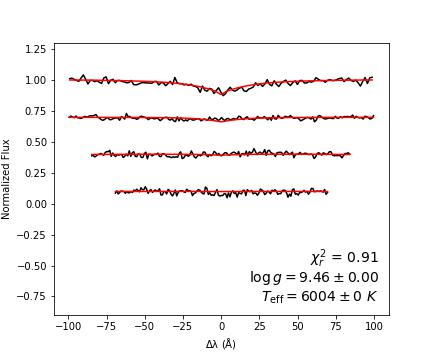 1.25
1.00
0.75
0.50
0.25
0.00
−0.25
−0.50
−0.75
Normalized Flux
χ²ᵣ = 0.91
log g = 9.46 ± 0.00
T_eff = 6004 ± 0 K
−100 −75 −50 −25 0 25 50 75 100
Δλ (Å)